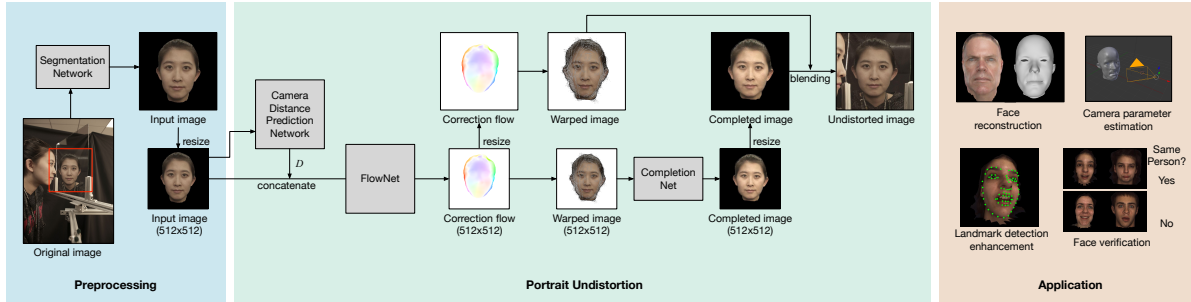 Segmentation
Network
Input image
resize
Input image
(512x512)
Original image
Preprocessing
Camera
Distance
Prediction
Network
D
concatenate
FlowNet
Correction flow
resize
Correction flow
(512x512)
Warped image
Warped image
(512x512)
Completion
Net
Completed image
resize
Completed image
(512x512)
blending
Undistorted image
Portrait Undistortion
Face
reconstruction
Camera parameter
estimation
Landmark detection
enhancement
Same
Person?
Yes
No
Face verification
Application